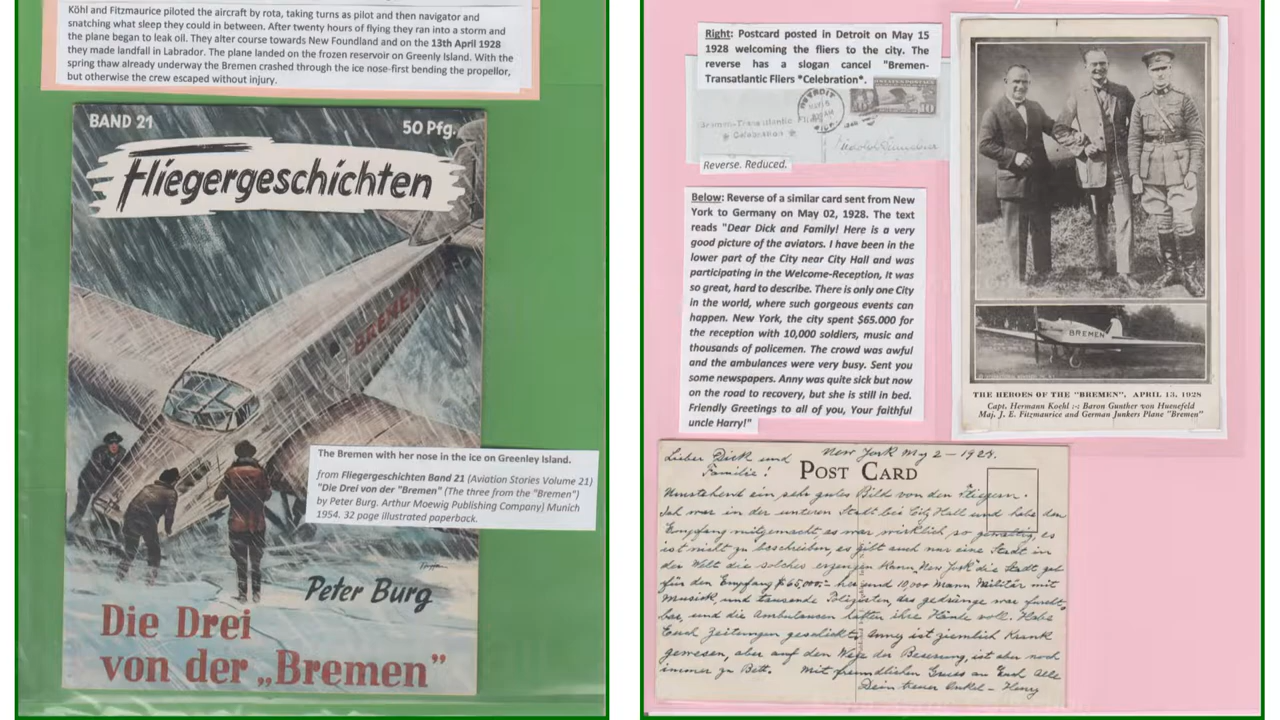 Köhl and Fitzmaurice piloted the aircraft by rota, taking turns as pilot and then navigator and
snatching what sleep they could in between. After twenty hours of flying they ran into a storm and
the plane began to leak oil. They alter course towards New Foundland and on the 13th April 1928
they made landfall in Labrador. The plane landed on the frozen reservoir on Greenly Island. With the
spring thaw already underway the Bremen crashed through the ice nose-first bending the propellor,
but otherwise the crew escaped without injury.
BAND 21
50 Pfg.
Fliegergeschichten
BREMEN
The Bremen with her nose in the ice on Greenley Island.
from Fliegergeschichten Band 21 (Aviation Stories Volume 21)
"Die Drei von der "Bremen" (The three from the "Bremen")
by Peter Burg. Arthur Moewig Publishing Company) Munich
1954. 32 page illustrated paperback.
Peter Burg
Die Drei
von der „Bremen”
Right: Postcard posted in Detroit on May 15
1928 welcoming the fliers to the city. The
reverse has a slogan cancel "Bremen-
Transatlantic Fliers *Celebration*.
DETROIT
MAY 15
MICH.
Bremen-Transatlantic Fliers
* Celebration *
Reverse. Reduced.
Below: Reverse of a similar card sent from New
York to Germany on May 02, 1928. The text
reads "Dear Dick and Family! Here is a very
good picture of the aviators. I have been in the
lower part of the City near City Hall and was
participating in the Welcome-Reception, It was
so great, hard to describe. There is only one City
in the world, where such gorgeous events can
happen. New York, the city spent $65.000 for
the reception with 10,000 soldiers, music and
thousands of policemen. The crowd was awful
and the ambulances were very busy. Sent you
some newspapers. Anny was quite sick but now
on the road to recovery, but she is still in bed.
Friendly Greetings to all of you, Your faithful
uncle Harry!"
BREMEN
THE HEROES OF THE "BREMEN", APRIL 13, 1928
Capt. Hermann Koehl :-: Baron Gunther von Huenefeld
Maj. J. E. Fitzmaurice and German Junkers Plane "Bremen"
New York May 2 – 1928.
Lieber Dick und
Familie!
POST CARD
Umstehend ein sehr gutes Bild von den Fliegern.
Ich war in der unteren Stadt bei City Hall und habe den
Empfang mitgemacht, es war wirklich so gewaltig, es
ist nicht zu beschreiben, es gibt auch nur eine Stadt in
der Welt die solches erzeugen kann, New York die Stadt gab
für den Empfang $65,000.- her und 10,000 Mann Militär mit
Musick, und tausende Polizisten, das gedränge war furcht-
bar, und die Ambulancen hatten ihre Hände voll. Habe
Euch Zeitungen geschickt. Anny ist ziemlich Krank
gewesen, aber auf den Wege der Besserung, ist aber noch
immer zu Bett. Mit freundlichen Gruss an Euch Alle
Dein treuer Onkel – Henry